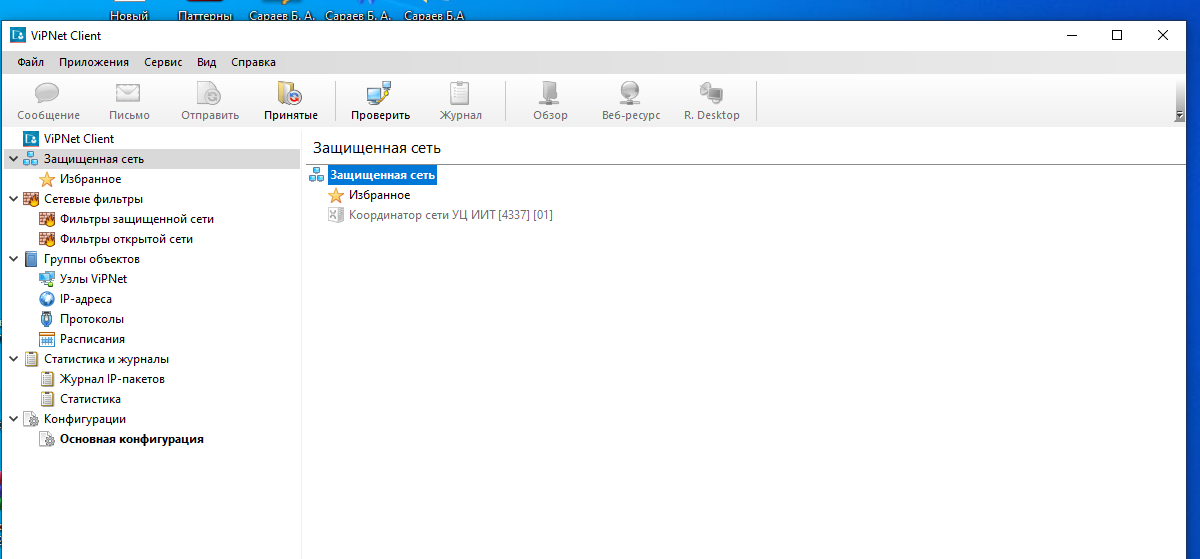 Новый Паттерны Сараев Б. А. Сараев Б. А. Сараев Б.А
ViPNet Client
Файл Приложения Сервис Вид Справка
Сообщение Письмо Отправить Принятые Проверить Журнал Обзор Веб-ресурс R. Desktop
ViPNet Client
Защищенная сеть
Избранное
Сетевые фильтры
Фильтры защищенной сети
Фильтры открытой сети
Группы объектов
Узлы ViPNet
IP-адреса
Протоколы
Расписания
Статистика и журналы
Журнал IP-пакетов
Статистика
Конфигурации
Основная конфигурация
Защищенная сеть
Защищенная сеть
Избранное
Координатор сети УЦ ИИТ [4337] [01]